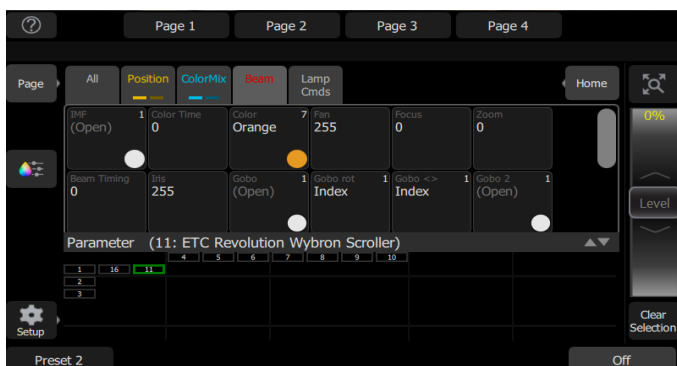 Page 1 Page 2 Page 3 Page 4
Page All Position ColorMix Beam Lamp Cmds Home
IMF 1 Color Time Color 7 Fan Focus Zoom
(Open) 0 Orange 255 0 0
0%
Beam Timing Iris Gobo 1 Gobo rot 1 Gobo <> 1 Gobo 2 1
0 255 (Open) Index Index (Open)
Level
Parameter (11: ETC Revolution Wybron Scroller)
4 5 6 7 8 9 10
1 16 11
2
3
Setup
Clear Selection
Preset 2 Off